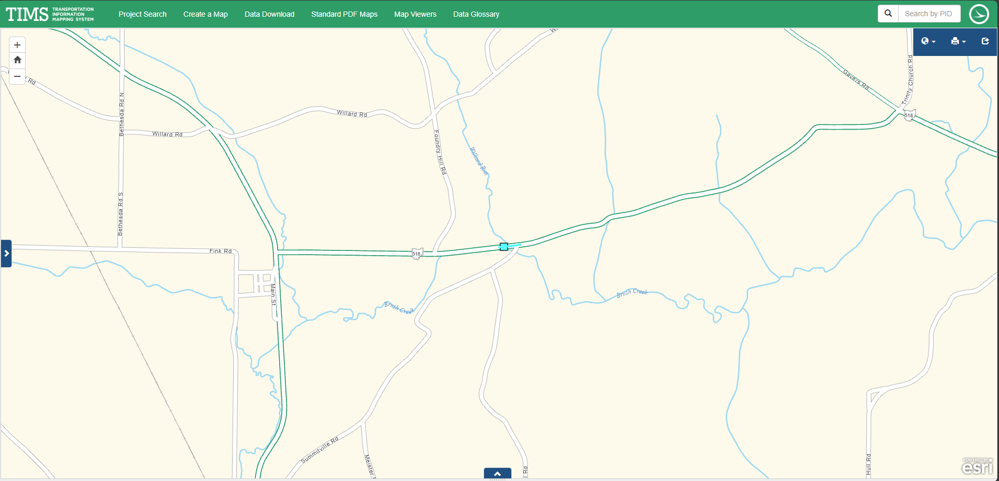 TIMS
TRANSPORTATION
INFORMATION
MAPPING SYSTEM
Project Search
Create a Map
Data Download
Standard PDF Maps
Map Viewers
Data Glossary
Search by PID
+
−
Rd
Bethesda Rd N
Willard Rd
Willard Rd
Foundry Hill Rd
Willard Run
Gavers Rd
Trinity Church Rd
518
Bethesda Rd S
Fink Rd
518
Main St
Brush Creek
Brush Creek
Summitville Rd
Meister
Rd
Hull Rd
POWERED BY
esri